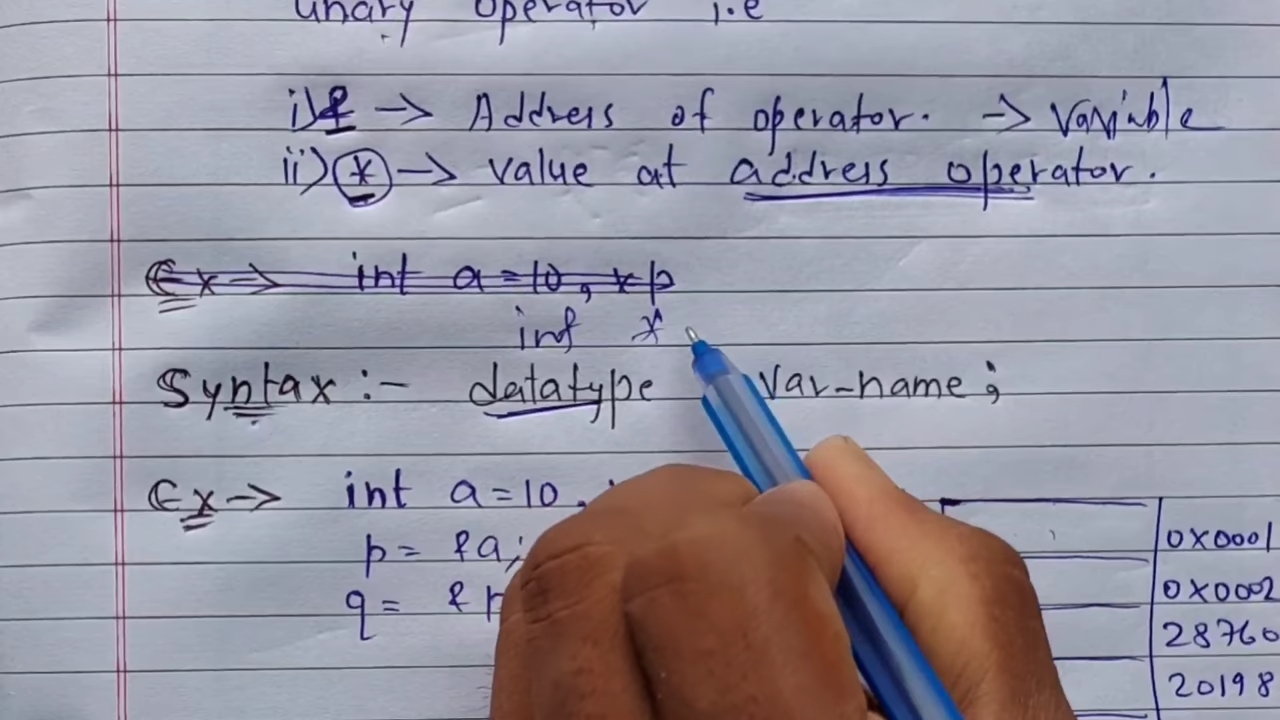 unary operator i.e
i) & -> Address of operator. -> Variable
ii) * -> value at address operator.
Ex -> int a = 10, *p
int *
Syntax :- datatype var-name;
Ex -> int a = 10,
p = &a;
q = &p
0x0001
0x0002
28760
20198